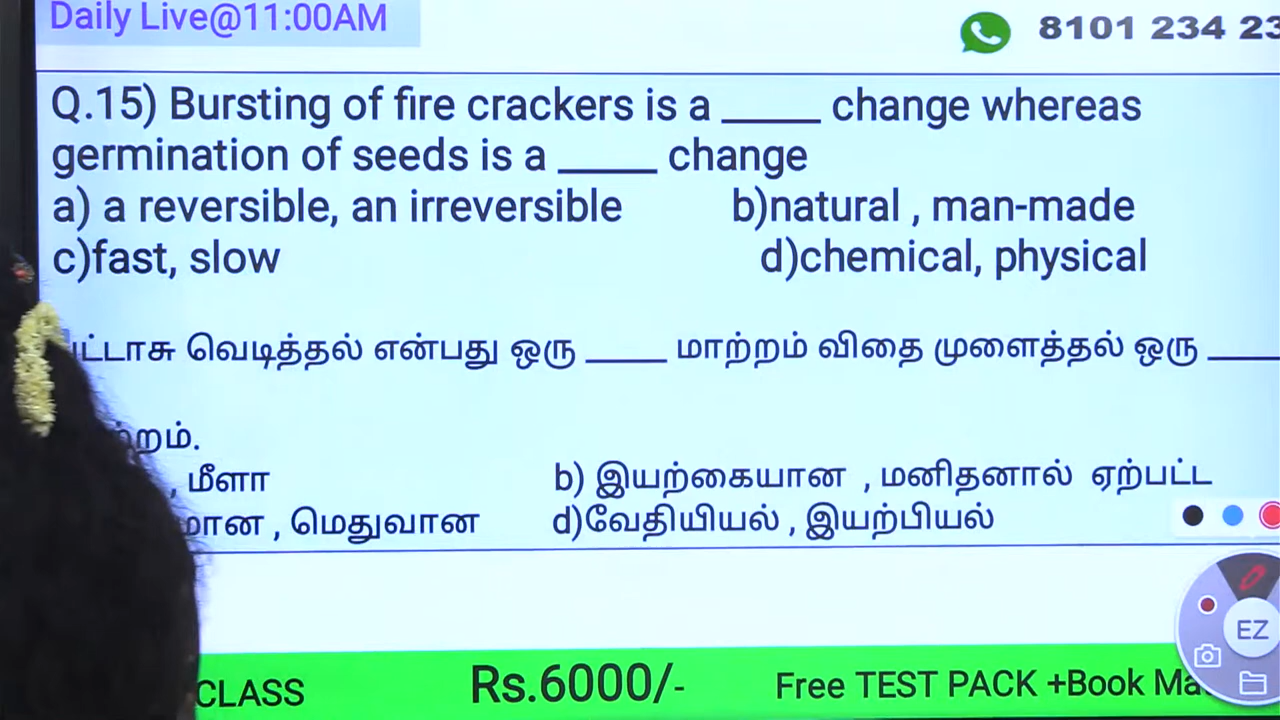 Daily Live@11:00AM
8101 234 23
Q.15) Bursting of fire crackers is a _____ change whereas
germination of seeds is a _____ change
a) a reversible, an irreversible b)natural , man-made
c)fast, slow d)chemical, physical
வெடித்தல் என்பது ஒரு _____ மாற்றம் விதை முளைத்தல் ஒரு _____
, மீளா b) இயற்கையான , மனிதனால் ஏற்பட்ட
, மெதுவான d)வேதியியல் , இயற்பியல்
EZ
CLASS Rs.6000/- Free TEST PACK +Book